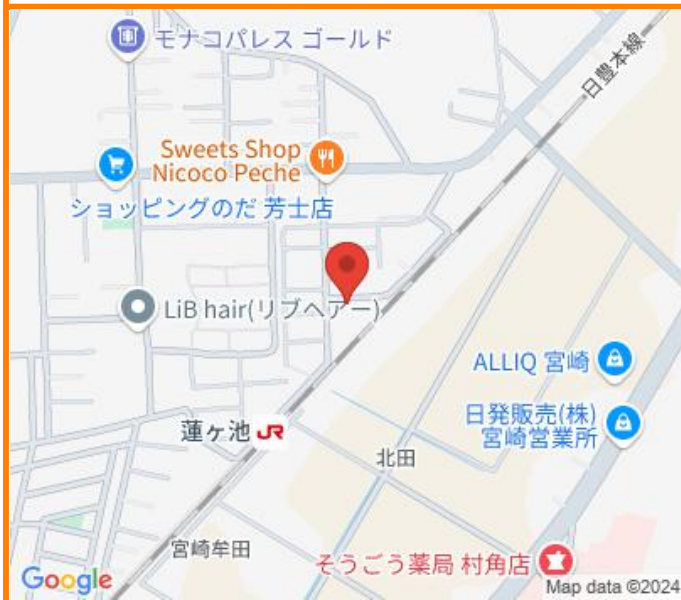 モナコパレス ゴールド
日豊本線
Sweets Shop
Nicoco Peche
ショッピングのだ 芳士店
LiB hair(リブヘアー)
ALLIQ 宮崎
日発販売(株)
宮崎営業所
蓮ヶ池 JR
北田
宮崎牟田
そうごう薬局 村角店
Google
Map data ©2024